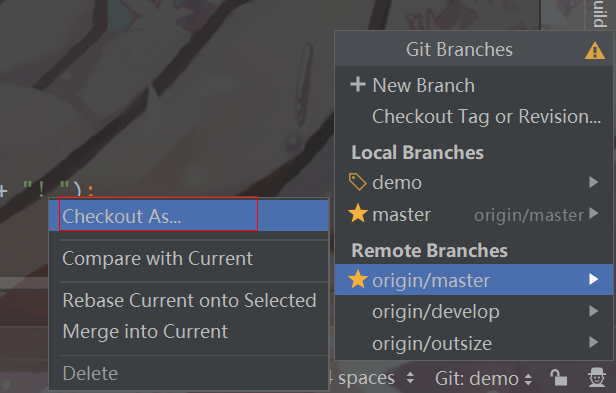 uild
Git Branches
+ New Branch
Checkout Tag or Revision...
Local Branches
+ "!");
demo
master origin/master
Checkout As...
Remote Branches
Compare with Current
origin/master
Rebase Current onto Selected
origin/develop
Merge into Current
origin/outsize
Delete
4 spaces Git: demo